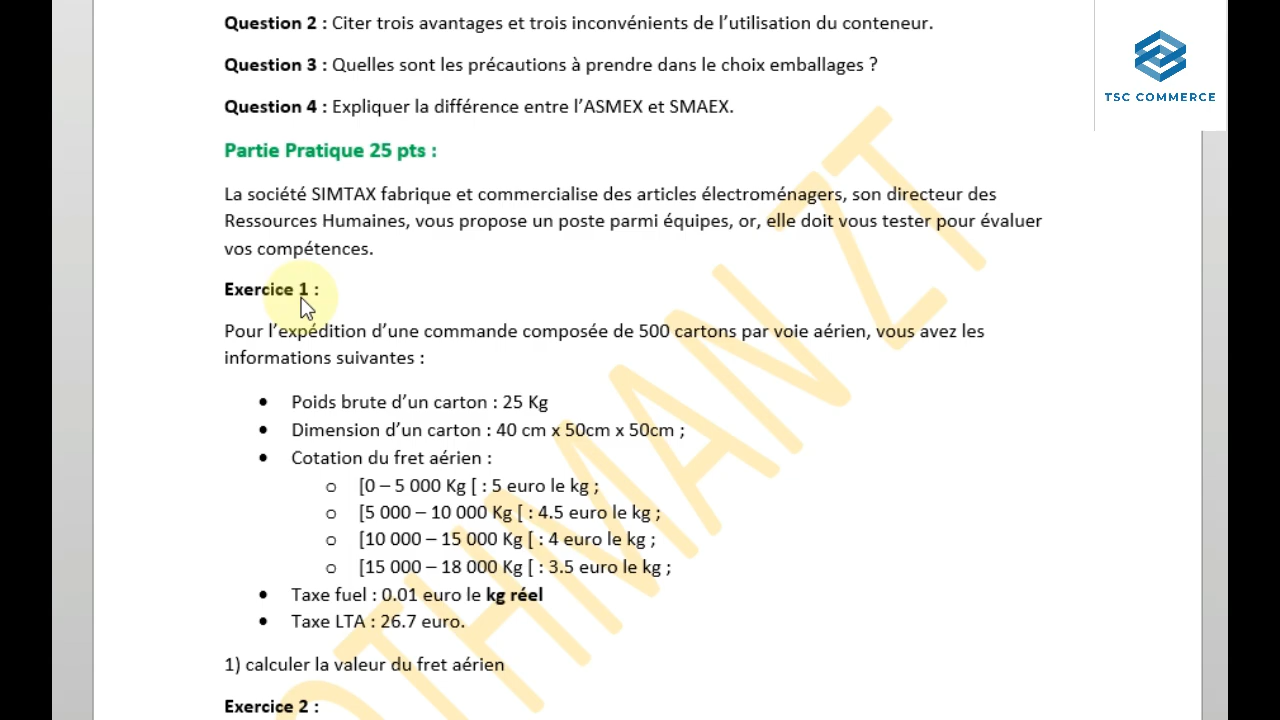 Question 2 : Citer trois avantages et trois inconvénients de l’utilisation du conteneur.
TSC COMMERCE
Question 3 : Quelles sont les précautions à prendre dans le choix emballages ?
Question 4 : Expliquer la différence entre l’ASMEX et SMAEX.
Partie Pratique 25 pts :
La société SIMTAX fabrique et commercialise des articles électroménagers, son directeur des
Ressources Humaines, vous propose un poste parmi équipes, or, elle doit vous tester pour évaluer
vos compétences.
Exercice 1 :
Pour l’expédition d’une commande composée de 500 cartons par voie aérien, vous avez les
informations suivantes :
• Poids brute d’un carton : 25 Kg
• Dimension d’un carton : 40 cm x 50cm x 50cm ;
• Cotation du fret aérien :
o [0 – 5 000 Kg [ : 5 euro le kg ;
o [5 000 – 10 000 Kg [ : 4.5 euro le kg ;
o [10 000 – 15 000 Kg [ : 4 euro le kg ;
o [15 000 – 18 000 Kg [ : 3.5 euro le kg ;
• Taxe fuel : 0.01 euro le kg réel
• Taxe LTA : 26.7 euro.
1) calculer la valeur du fret aérien
Exercice 2 :
OTHMAN ZT